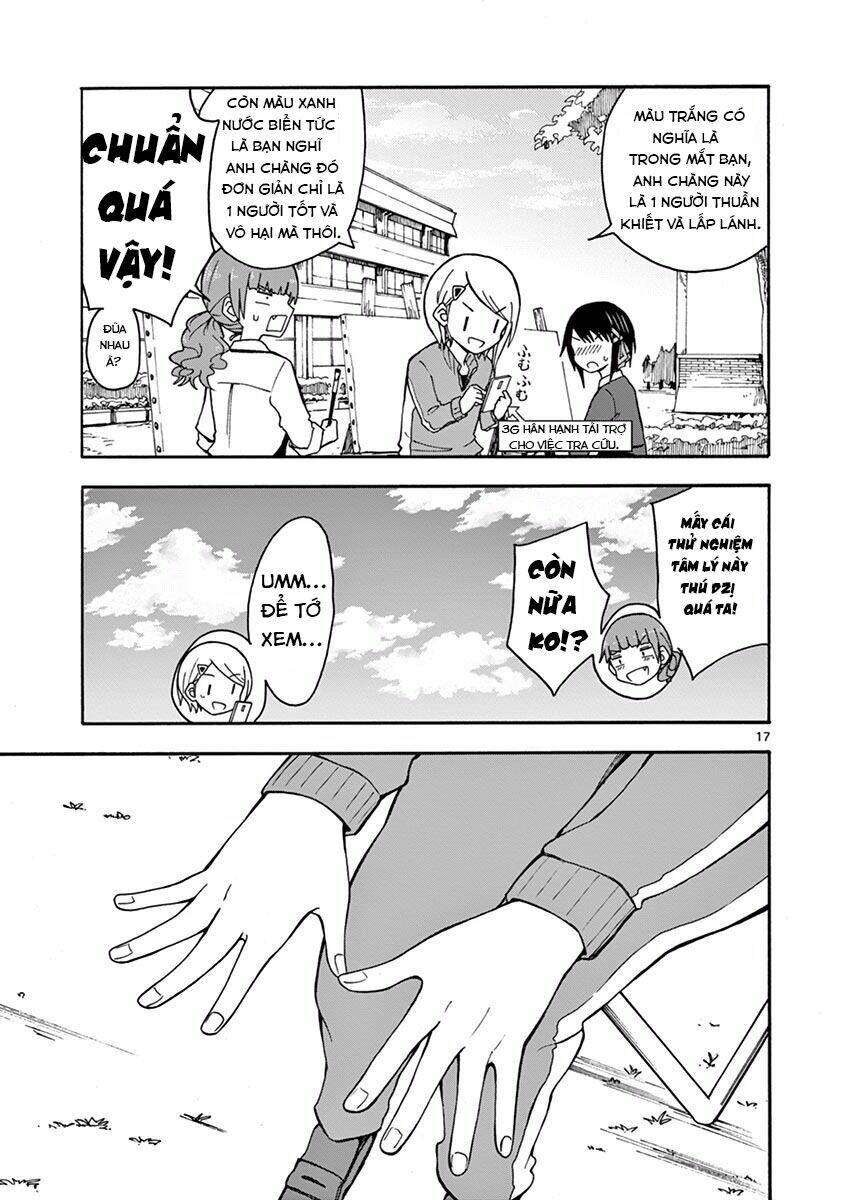 MÀU TRẮNG CÓ
NGHĨA LÀ
TRONG MẮT BẠN,
ANH CHÀNG NÀY
LÀ 1 NGƯỜI THUẦN
KHIẾT VÀ LẤP LÁNH.
CÒN MÀU XANH
NƯỚC BIỂN TỨC
LÀ BẠN NGHĨ
ANH CHÀNG ĐÓ
ĐƠN GIẢN CHỈ LÀ
1 NGƯỜI TỐT VÀ
VÔ HẠI MÀ THÔI.
CHUẨN
QUÁ
VẬY!
ĐÙA
NHAU
À?
ふむふむ
3G HÂN HẠNH TÀI TRỢ
CHO VIỆC TRA CỨU.
MẤY CÁI
THỬ NGHIỆM
TÂM LÝ NÀY
THÚ DZỊ
QUÁ TA!
CÒN
NỮA
KO!?
UMM...
ĐỂ TỚ
XEM...
17